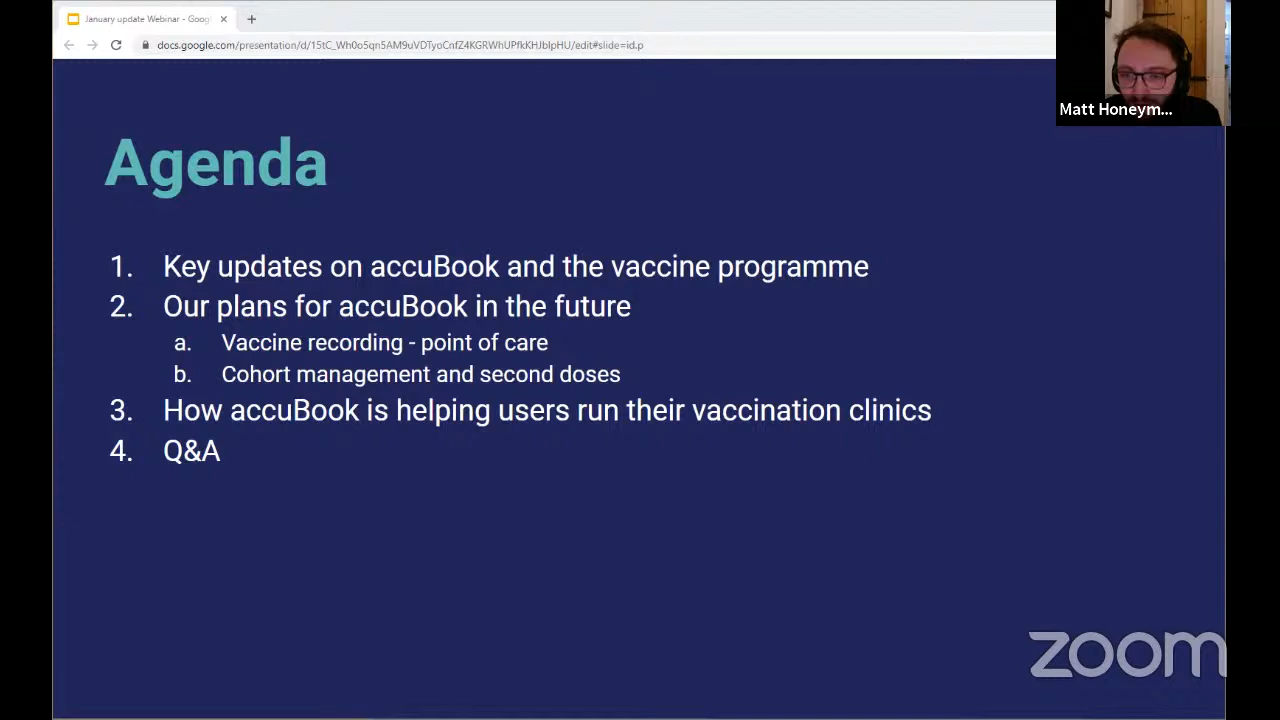 January update Webinar - Goog
docs.google.com/presentation/d/15tC_Wh0o5qn5AM9uVDTyoCnfZ4KGRWhUPfkKHJbIpHU/edit#slide=id.p
Matt Honeym...
Agenda
1. Key updates on accuBook and the vaccine programme
2. Our plans for accuBook in the future
a. Vaccine recording - point of care
b. Cohort management and second doses
3. How accuBook is helping users run their vaccination clinics
4. Q&A
zoom